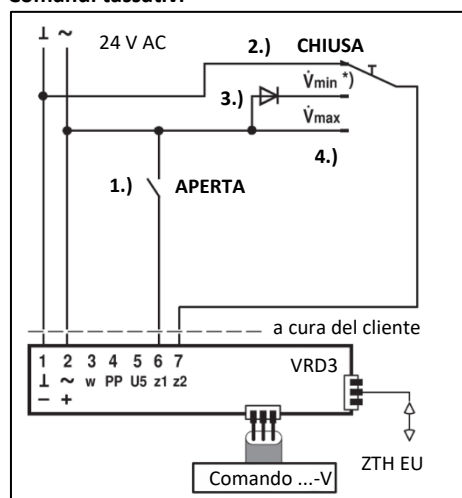 Comandi tassativi
⊥ ~ 24 V AC
2.) CHIUSA
3.) V̇min *)
V̇max
4.)
1.) APERTA
a cura del cliente
1 2 3 4 5 6 7 VRD3
⊥ ~ w PP U5 z1 z2
– +
ZTH EU
Comando ...-V